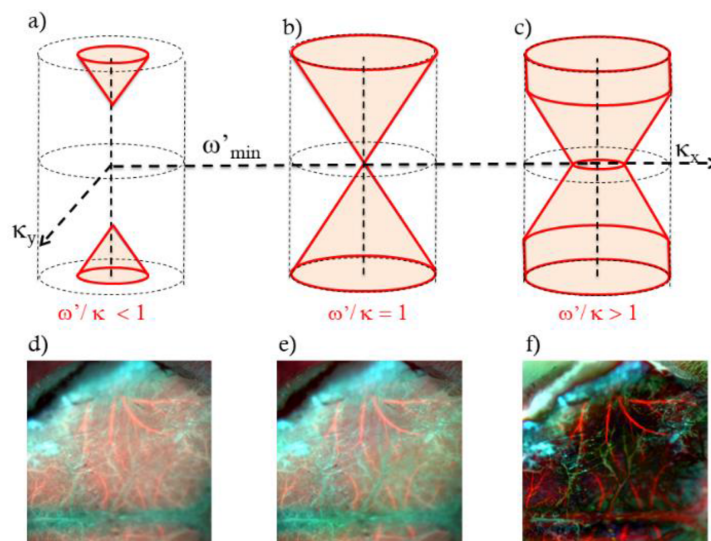 a)
b)
c)
ω'min
κx
κy
ω'/ κ < 1
ω'/ κ = 1
ω'/ κ > 1
d)
e)
f)